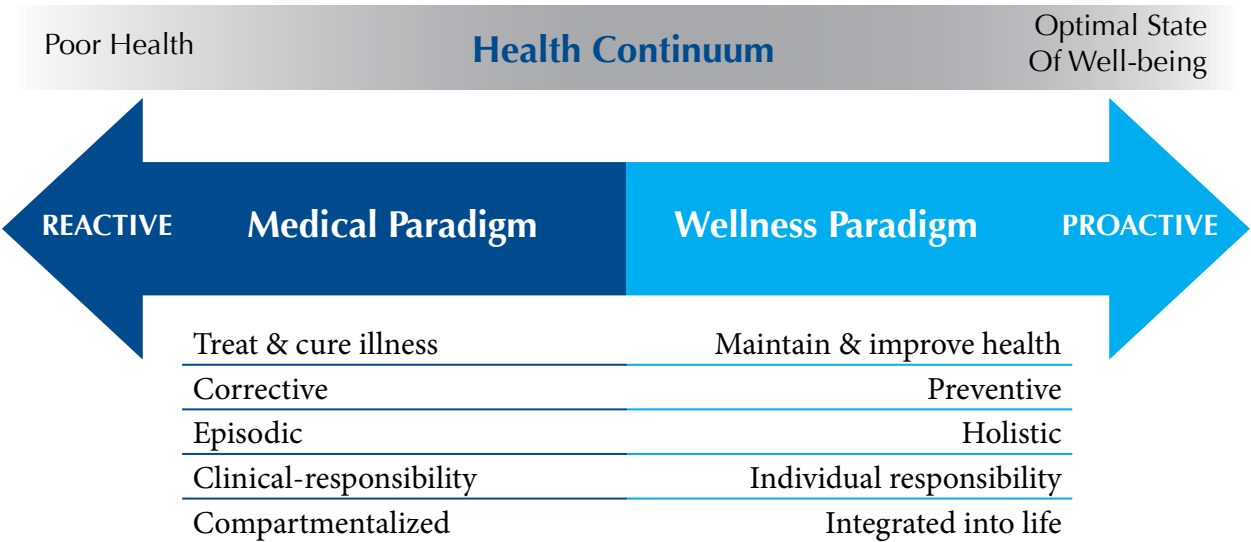 Poor Health
Health Continuum
Optimal State
Of Well-being
REACTIVE
Medical Paradigm
Wellness Paradigm
PROACTIVE
Treat & cure illness
Maintain & improve health
Corrective
Preventive
Episodic
Holistic
Clinical-responsibility
Individual responsibility
Compartmentalized
Integrated into life